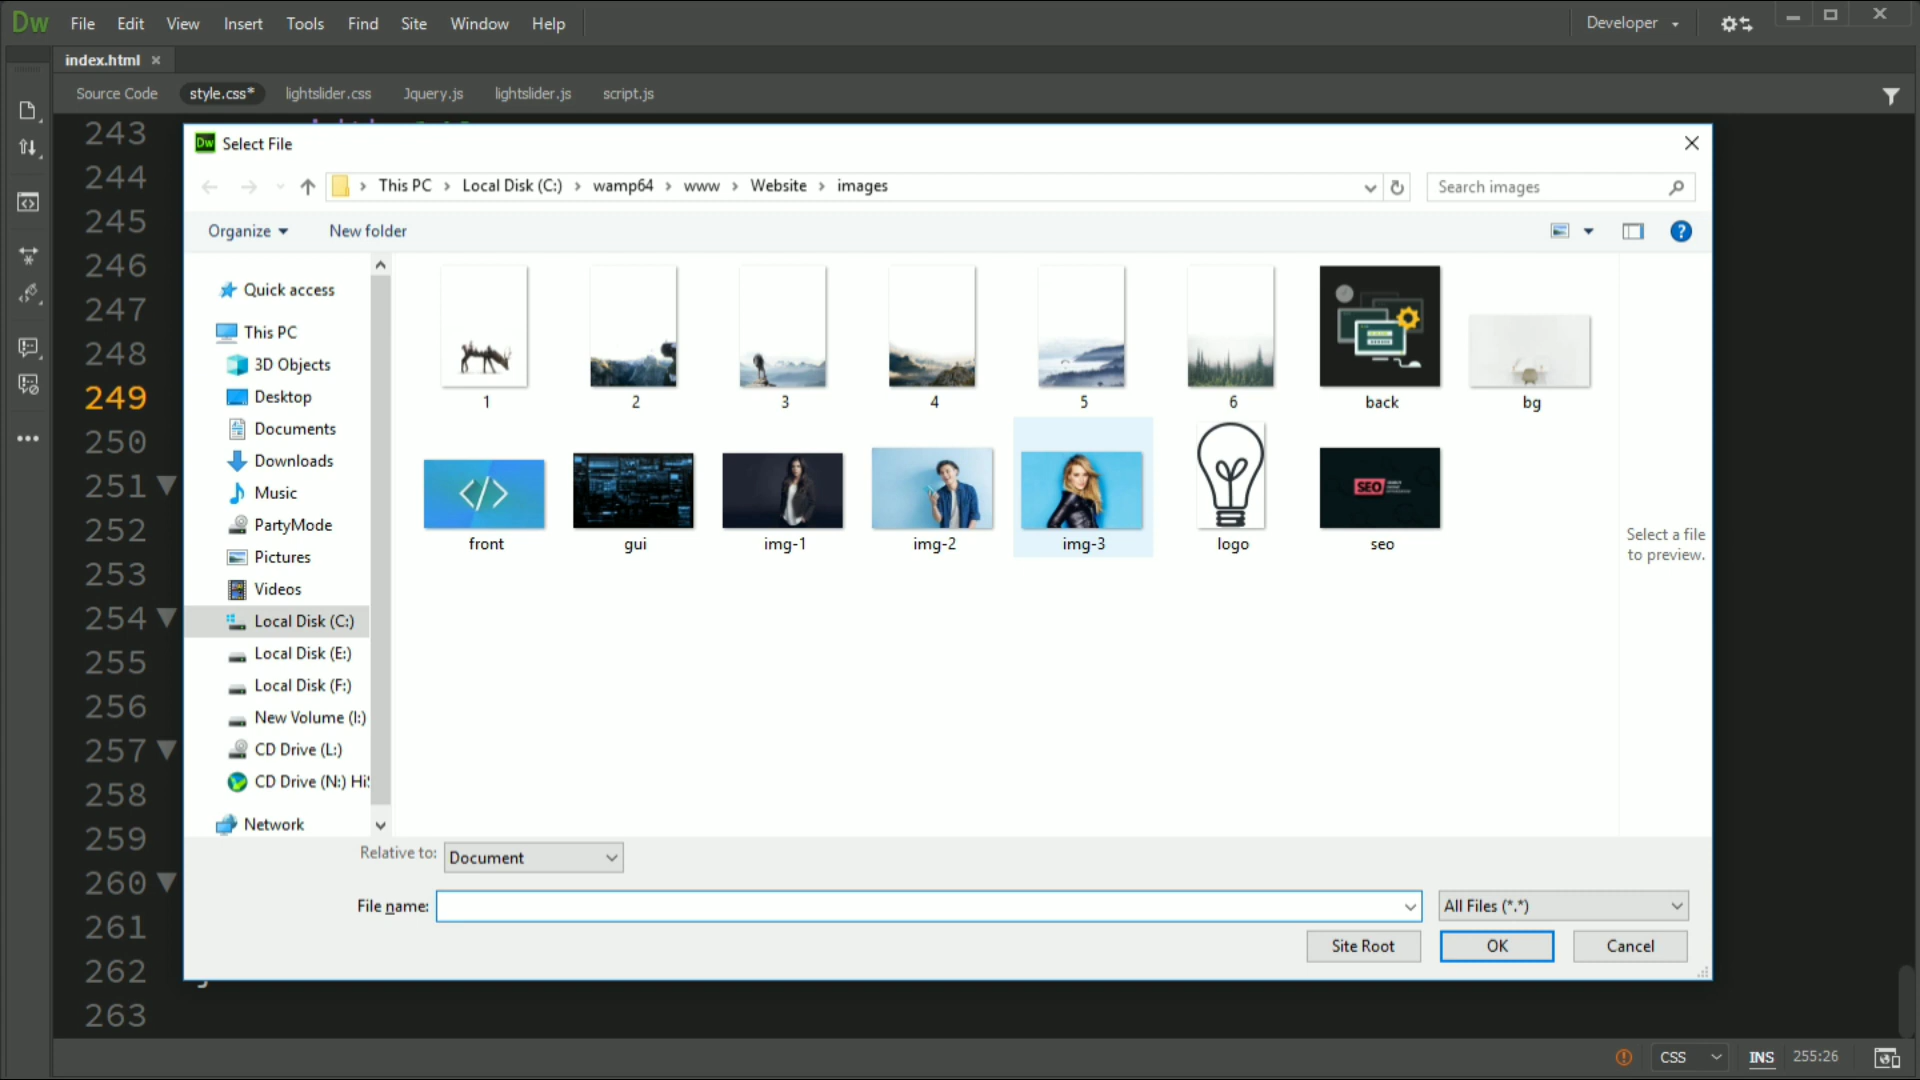 Dw File Edit View Insert Tools Find Site Window Help Developer
index.html
Source Code style.css* lightslider.css Jquery.js lightslider.js script.js
243
244
245
246
247
248
249
250
251
252
253
254
255
256
257
258
259
260
261
262
263
Dw Select File
This PC Local Disk (C:) wamp64 www Website images Search images
Organize New folder ?
Quick access
This PC
3D Objects
Desktop
Documents
Downloads
Music
PartyMode
Pictures
Videos
Local Disk (C:)
Local Disk (E:)
Local Disk (F:)
New Volume (I:)
CD Drive (L:)
CD Drive (N:) Hi
Network
1 2 3 4 5 6 back bg
</>
SEO
front gui img-1 img-2 img-3 logo seo
Select a file
to preview.
Relative to: Document
File name: All Files (*.*)
Site Root OK Cancel
CSS INS 255:26